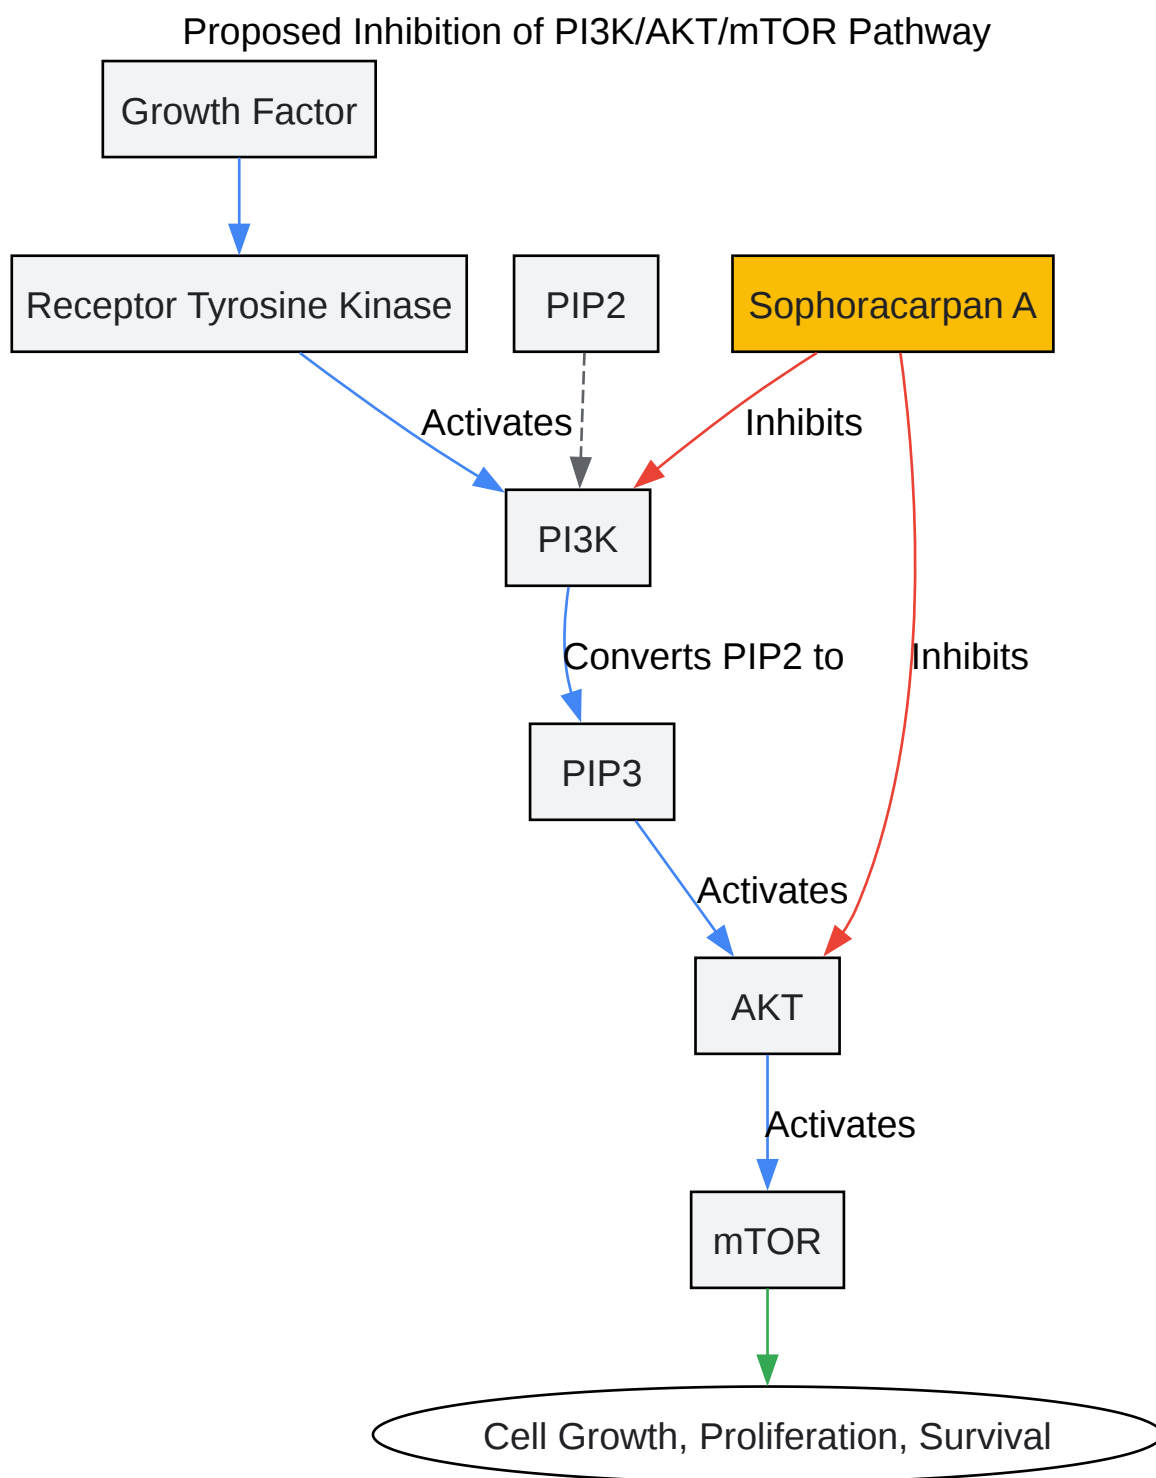 Proposed Inhibition of PI3K/AKT/mTOR Pathway
Growth Factor
Receptor Tyrosine Kinase
PIP2
Sophoracarpan A
Activates
Inhibits
PI3K
Converts PIP2 to
Inhibits
PIP3
Activates
AKT
Activates
mTOR
Cell Growth, Proliferation, Survival